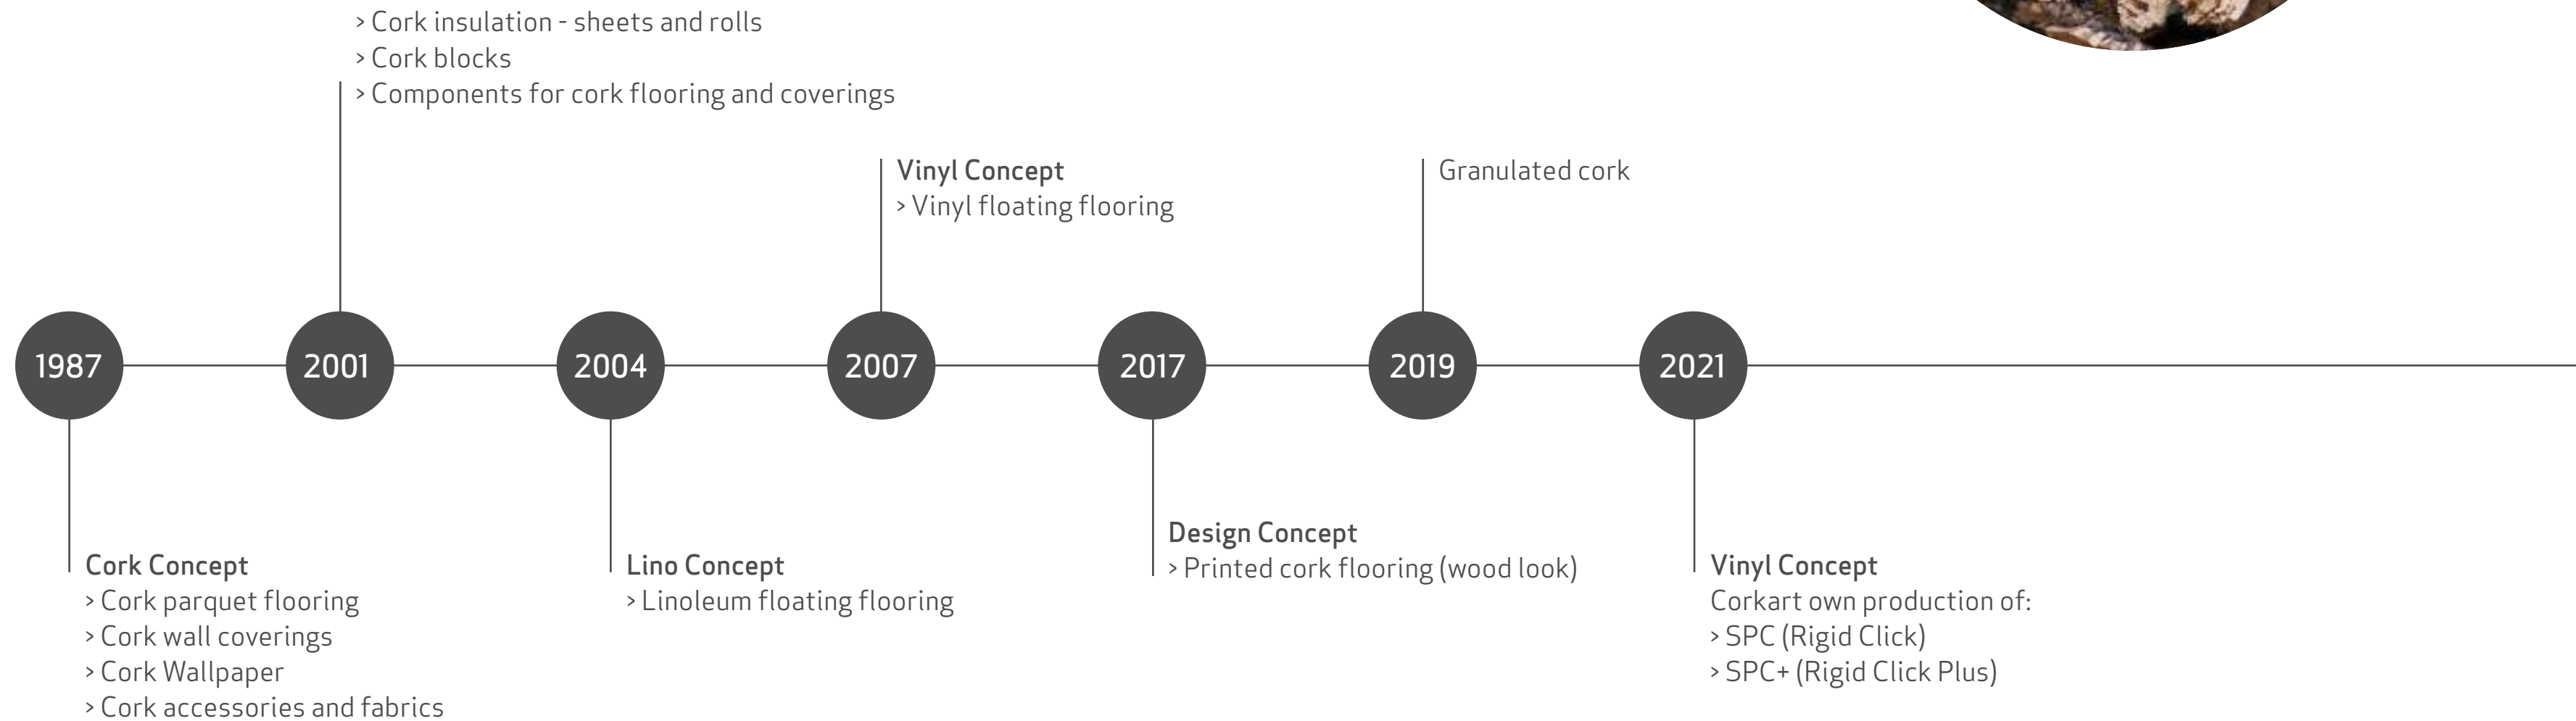 > Cork insulation - sheets and rolls
> Cork blocks
> Components for cork flooring and coverings
Vinyl Concept
> Vinyl floating flooring
Granulated cork
1987
2001
2004
2007
2017
2019
2021
Cork Concept
> Cork parquet flooring
> Cork wall coverings
> Cork Wallpaper
> Cork accessories and fabrics
Lino Concept
> Linoleum floating flooring
Design Concept
> Printed cork flooring (wood look)
Vinyl Concept
Corkart own production of:
> SPC (Rigid Click)
> SPC+ (Rigid Click Plus)